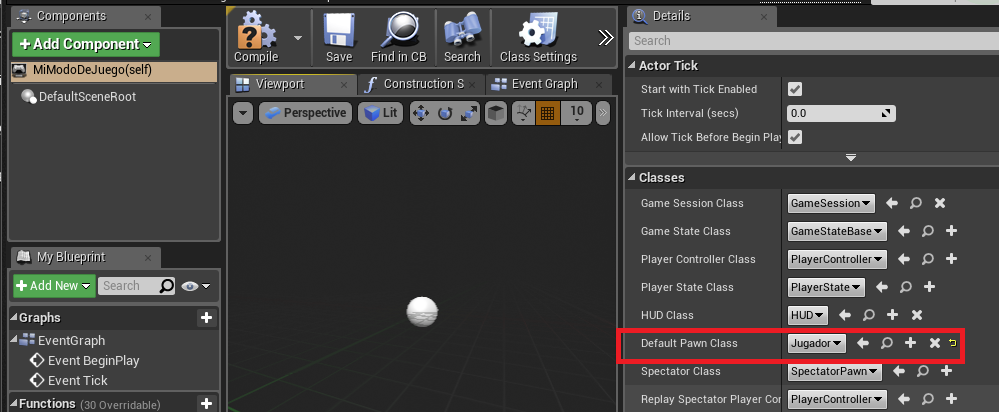 Components
+ Add Component
MiModoDeJuego(self)
DefaultSceneRoot
My Blueprint
+ Add New
Search
Graphs
EventGraph
Event BeginPlay
Event Tick
Functions (30 Overridable)
Compile
Save
Find in CB
Search
Class Settings
Viewport
Construction S
Event Graph
Perspective
Lit
10
Details
Search
Actor Tick
Start with Tick Enabled
Tick Interval (secs) 0.0
Allow Tick Before Begin Play
Classes
Game Session Class GameSession
Game State Class GameStateBase
Player Controller Class PlayerController
Player State Class PlayerState
HUD Class HUD
Default Pawn Class Jugador
Spectator Class SpectatorPawn
Replay Spectator Player Con PlayerController